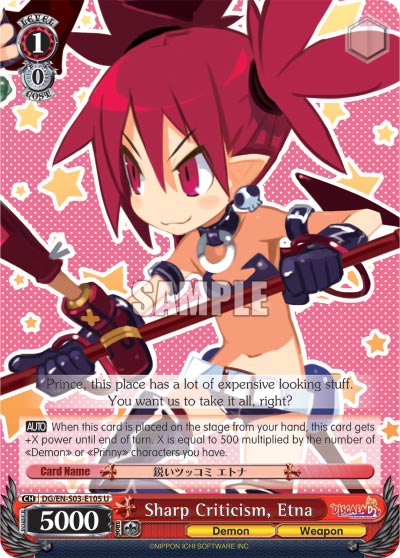 LEVEL
1
0
COST
SAMPLE
Prince, this place has a lot of expensive looking stuff.
You want us to take it all, right?
AUTO When this card is placed on the stage from your hand, this card gets
+X power until end of turn. X is equal to 500 multiplied by the number of
«Demon» or «Prinny» characters you have.
Card Name 鋭いツッコミ エトナ
CH DG/EN-S03-E105 U
5000 Sharp Criticism, Etna
DISGAEA
Demon Weapon
©NIPPON ICHI SOFTWARE INC.